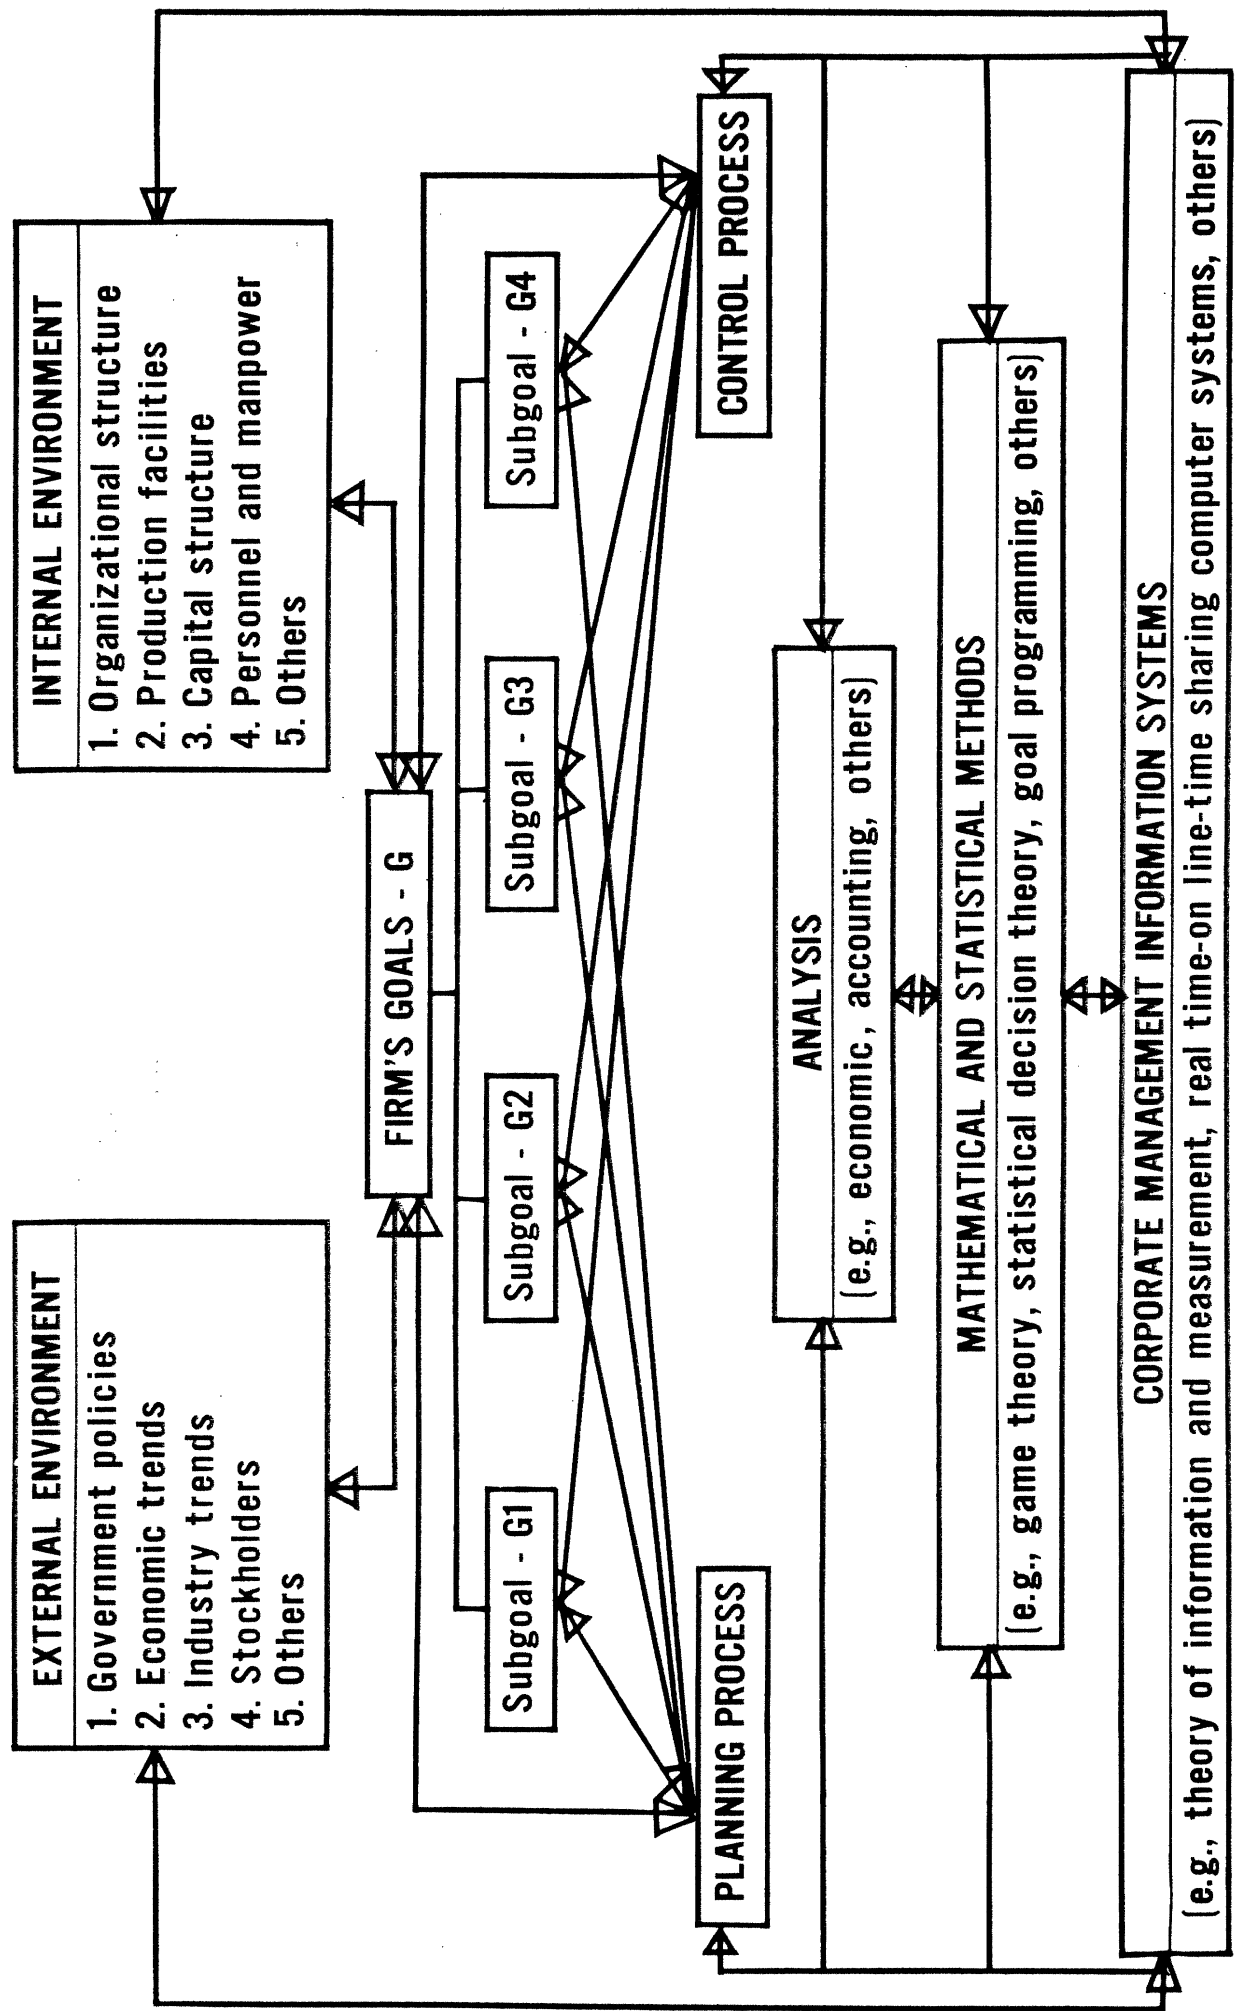 EXTERNAL ENVIRONMENT
1. Government policies
2. Economic trends
3. Industry trends
4. Stockholders
5. Others
INTERNAL ENVIRONMENT
1. Organizational structure
2. Production facilities
3. Capital structure
4. Personnel and manpower
5. Others
FIRM'S GOALS - G
Subgoal - G1
Subgoal - G2
Subgoal - G3
Subgoal - G4
PLANNING PROCESS
CONTROL PROCESS
ANALYSIS
(e.g., economic, accounting, others)
MATHEMATICAL AND STATISTICAL METHODS
(e.g., game theory, statistical decision theory, goal programming, others)
CORPORATE MANAGEMENT INFORMATION SYSTEMS
(e.g., theory of information and measurement, real time-on line-time sharing computer systems, others)